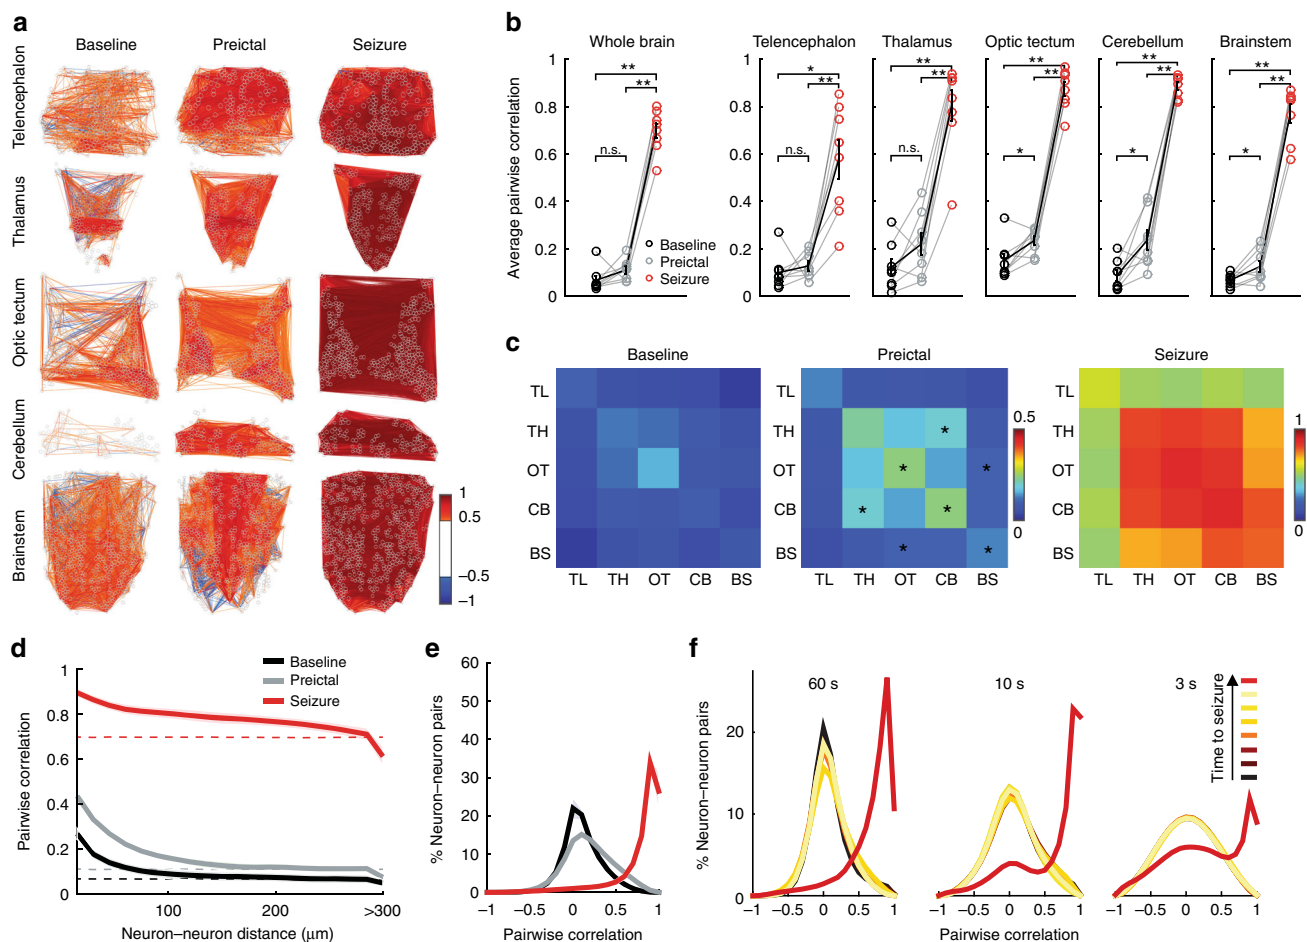 a
Baseline
Preictal
Seizure
Telencephalon
Thalamus
Optic tectum
Cerebellum
Brainstem
1
0.5
−0.5
−1
b
Whole brain
Telencephalon
Thalamus
Optic tectum
Cerebellum
Brainstem
Average pairwise correlation
1
0.8
0.6
0.4
0.2
0
**
**
n.s.
*
**
n.s.
**
**
n.s.
**
**
*
**
**
*
**
**
*
Baseline
Preictal
Seizure
c
Baseline
Preictal
Seizure
TL
TH
OT
CB
BS
TL TH OT CB BS
TL
TH
OT
CB
BS
*
* *
* *
* *
TL TH OT CB BS
0.5
0
TL
TH
OT
CB
BS
TL TH OT CB BS
1
0
d
Baseline
Preictal
Seizure
Pairwise correlation
1
0.8
0.6
0.4
0.2
0
100 200 >300
Neuron–neuron distance (μm)
e
% Neuron–neuron pairs
60
50
40
30
20
10
0
−1 −0.5 0 0.5 1
Pairwise correlation
f
60 s
10 s
3 s
Time to seizure
% Neuron–neuron pairs
20
10
0
−1 −0.5 0 0.5 1
−1 −0.5 0 0.5 1
−1 −0.5 0 0.5 1
Pairwise correlation